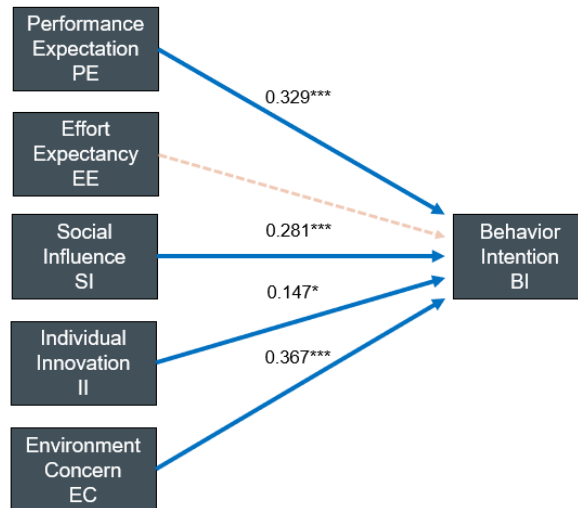 Performance
Expectation
PE
0.329***
Effort
Expectancy
EE
Social
Influence
SI
0.281***
Behavior
Intention
BI
0.147*
Individual
Innovation
II
0.367***
Environment
Concern
EC